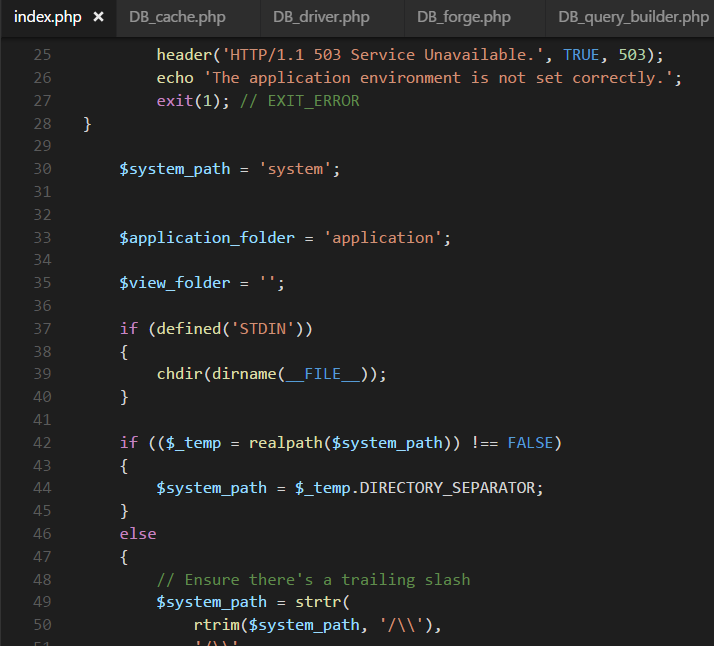 index.php × DB_cache.php DB_driver.php DB_forge.php DB_query_builder.php
25 header('HTTP/1.1 503 Service Unavailable.', TRUE, 503);
26 echo 'The application environment is not set correctly.';
27 exit(1); // EXIT_ERROR
28 }
29
30 $system_path = 'system';
31
32
33 $application_folder = 'application';
34
35 $view_folder = '';
36
37 if (defined('STDIN'))
38 {
39 chdir(dirname(__FILE__));
40 }
41
42 if (($_temp = realpath($system_path)) !== FALSE)
43 {
44 $system_path = $_temp.DIRECTORY_SEPARATOR;
45 }
46 else
47 {
48 // Ensure there's a trailing slash
49 $system_path = strtr(
50 rtrim($system_path, '/\\'),
51 '/\\'